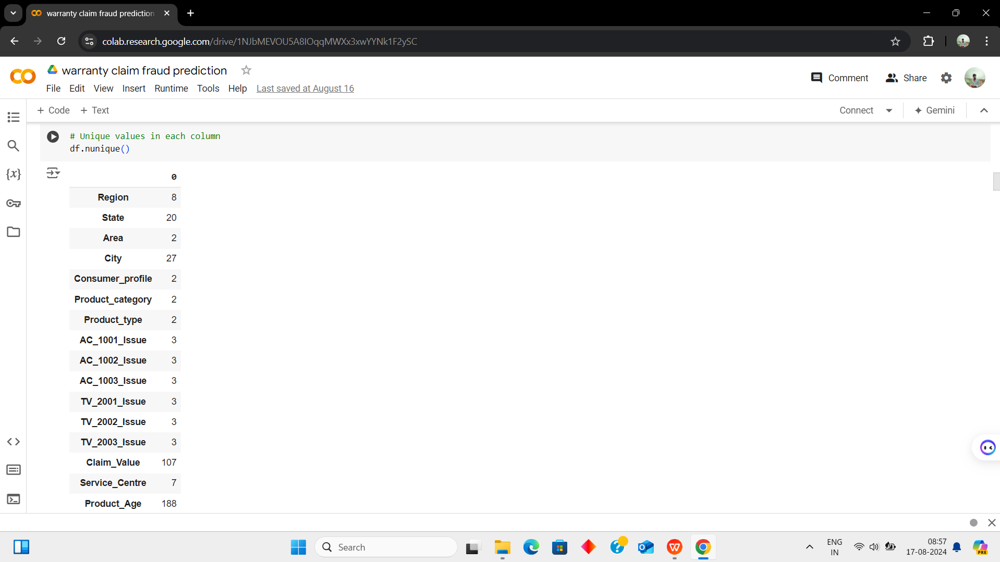 warranty claim fraud prediction
colab.research.google.com/drive/1NJbMEVOU5A8IOqqMWXx3xwYYNk1F2ySC
warranty claim fraud prediction
Comment
Share
File Edit View Insert Runtime Tools Help Last saved at August 16
+ Code + Text
Connect
Gemini
# Unique values in each column
df.nunique()
{x}
0
Region 8
State 20
Area 2
City 27
Consumer_profile 2
Product_category 2
Product_type 2
AC_1001_Issue 3
AC_1002_Issue 3
AC_1003_Issue 3
TV_2001_Issue 3
TV_2002_Issue 3
TV_2003_Issue 3
Claim_Value 107
Service_Centre 7
Product_Age 188
Search
ENG
IN
08:57
17-08-2024
PRE